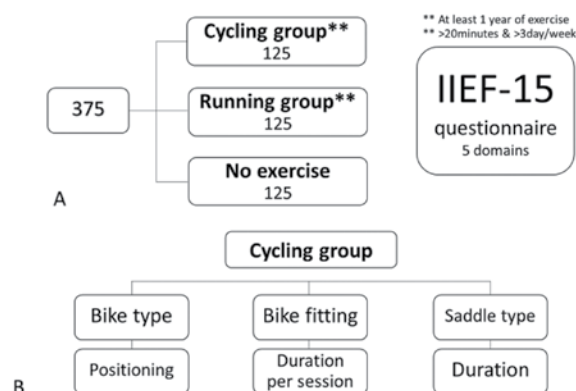 ** At least 1 year of exercise
** >20minutes & >3day/week
Cycling group**
125
375
Running group**
125
No exercise
125
IIEF-15
questionnaire
5 domains
A
Cycling group
Bike type
Bike fitting
Saddle type
Positioning
Duration
per session
Duration
B